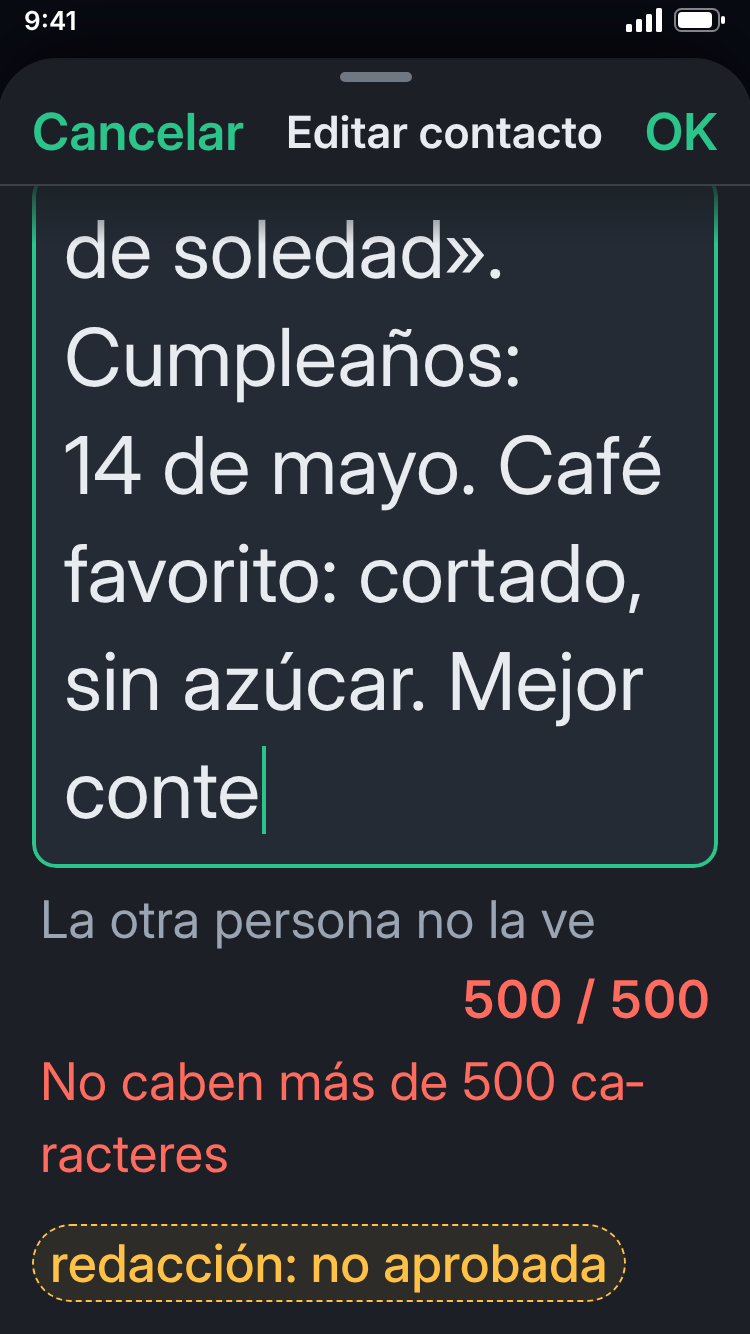 9:41
Cancelar Editar contacto OK
de soledad».
Cumpleaños:
14 de mayo. Café
favorito: cortado,
sin azúcar. Mejor
conte
La otra persona no la ve
500 / 500
No caben más de 500 ca-
racteres
redacción: no aprobada